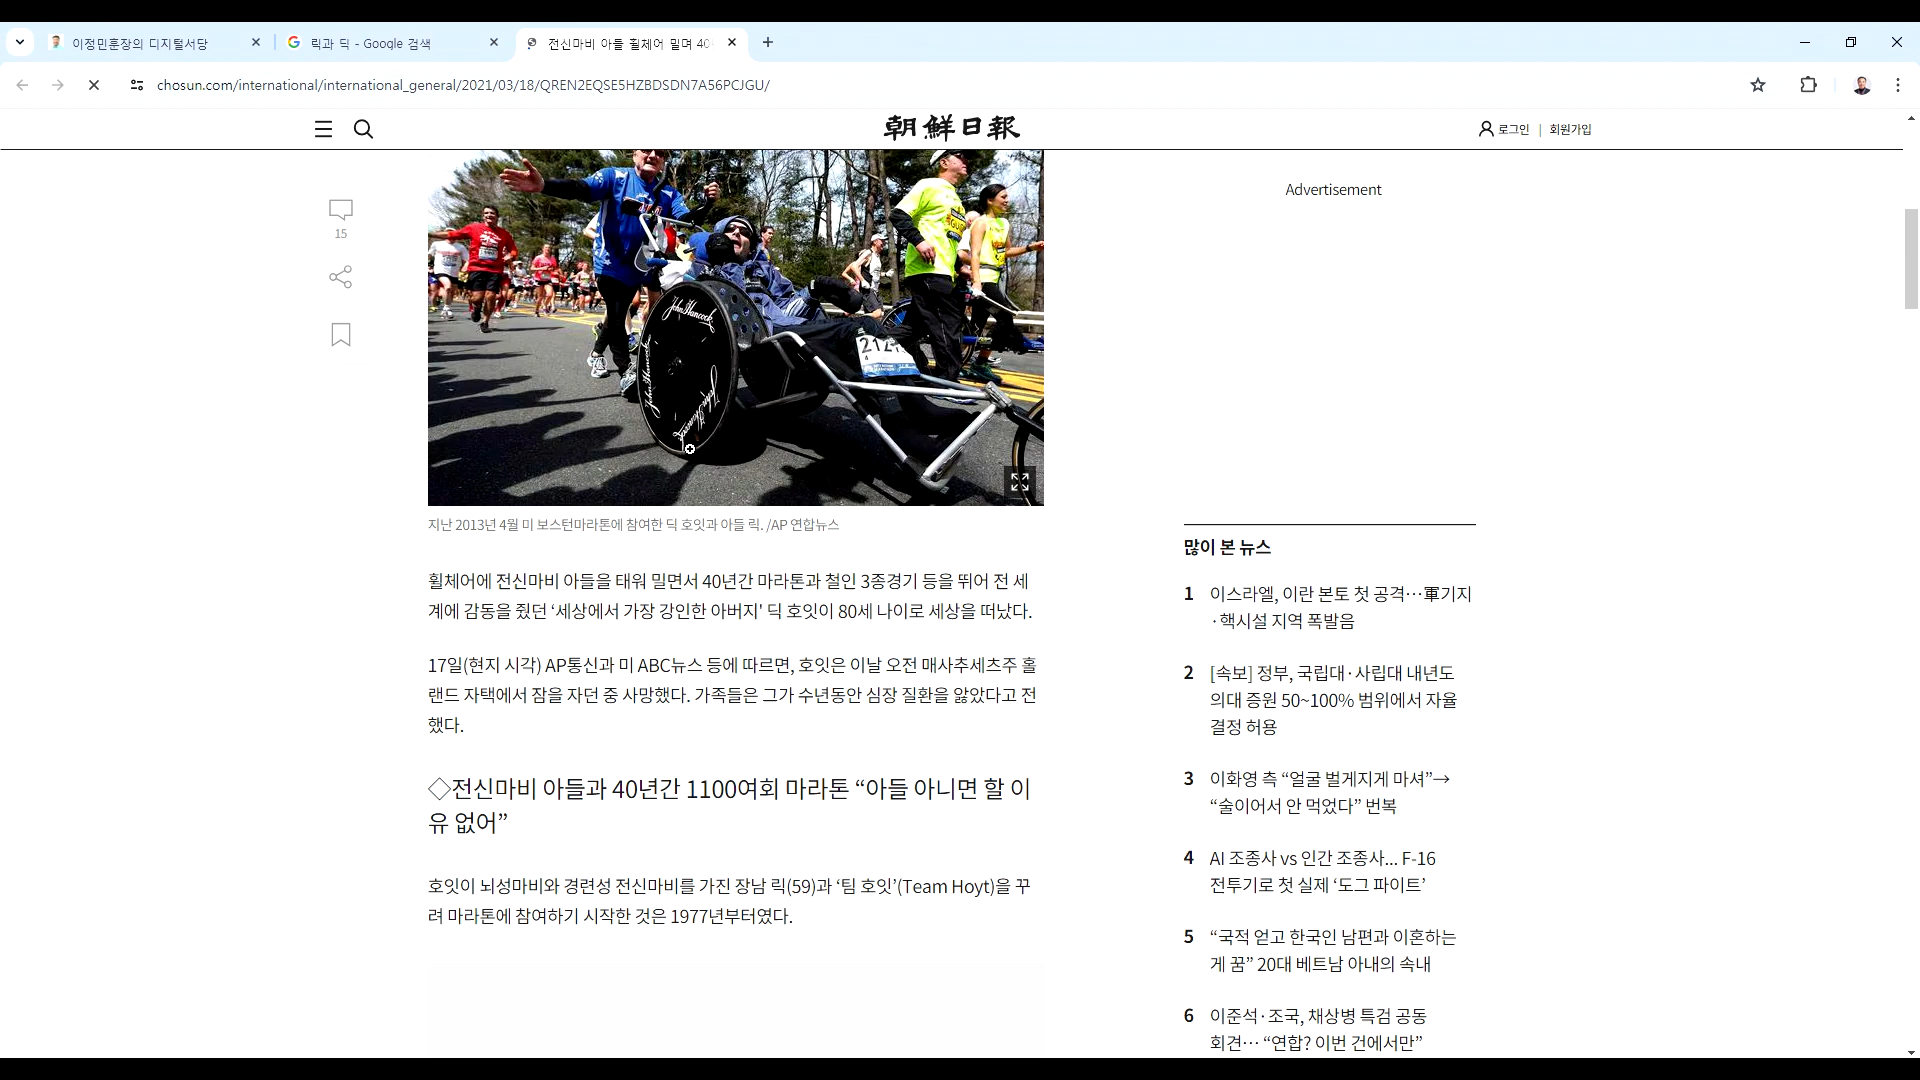 이정민훈장의 디지털서당
릭과 딕 - Google 검색
전신마비 아들 휠체어 밀며 40
chosun.com/international/international_general/2021/03/18/QREN2EQSE5HZBDSDN7A56PCJGU/
朝鮮日報
로그인 | 회원가입
15
Advertisement
John Hancock
John Hancock
John Hancock
John Hancock
212
지난 2013년 4월 미 보스턴마라톤에 참여한 딕 호잇과 아들 릭. /AP 연합뉴스
휠체어에 전신마비 아들을 태워 밀면서 40년간 마라톤과 철인 3종경기 등을 뛰어 전 세
계에 감동을 줬던 ‘세상에서 가장 강인한 아버지' 딕 호잇이 80세 나이로 세상을 떠났다.
17일(현지 시각) AP통신과 미 ABC뉴스 등에 따르면, 호잇은 이날 오전 매사추세츠주 홀
랜드 자택에서 잠을 자던 중 사망했다. 가족들은 그가 수년동안 심장 질환을 앓았다고 전
했다.
◇전신마비 아들과 40년간 1100여회 마라톤 “아들 아니면 할 이
유 없어”
호잇이 뇌성마비와 경련성 전신마비를 가진 장남 릭(59)과 ‘팀 호잇’(Team Hoyt)을 꾸
려 마라톤에 참여하기 시작한 것은 1977년부터였다.
많이 본 뉴스
1 이스라엘, 이란 본토 첫 공격…軍기지
·핵시설 지역 폭발음
2 [속보] 정부, 국립대·사립대 내년도
의대 증원 50~100% 범위에서 자율
결정 허용
3 이화영 측 “얼굴 벌게지게 마셔”→
“술이어서 안 먹었다” 번복
4 AI 조종사 vs 인간 조종사... F-16
전투기로 첫 실제 ‘도그 파이트’
5 “국적 얻고 한국인 남편과 이혼하는
게 꿈” 20대 베트남 아내의 속내
6 이준석·조국, 채상병 특검 공동
회견… “연합? 이번 건에서만”